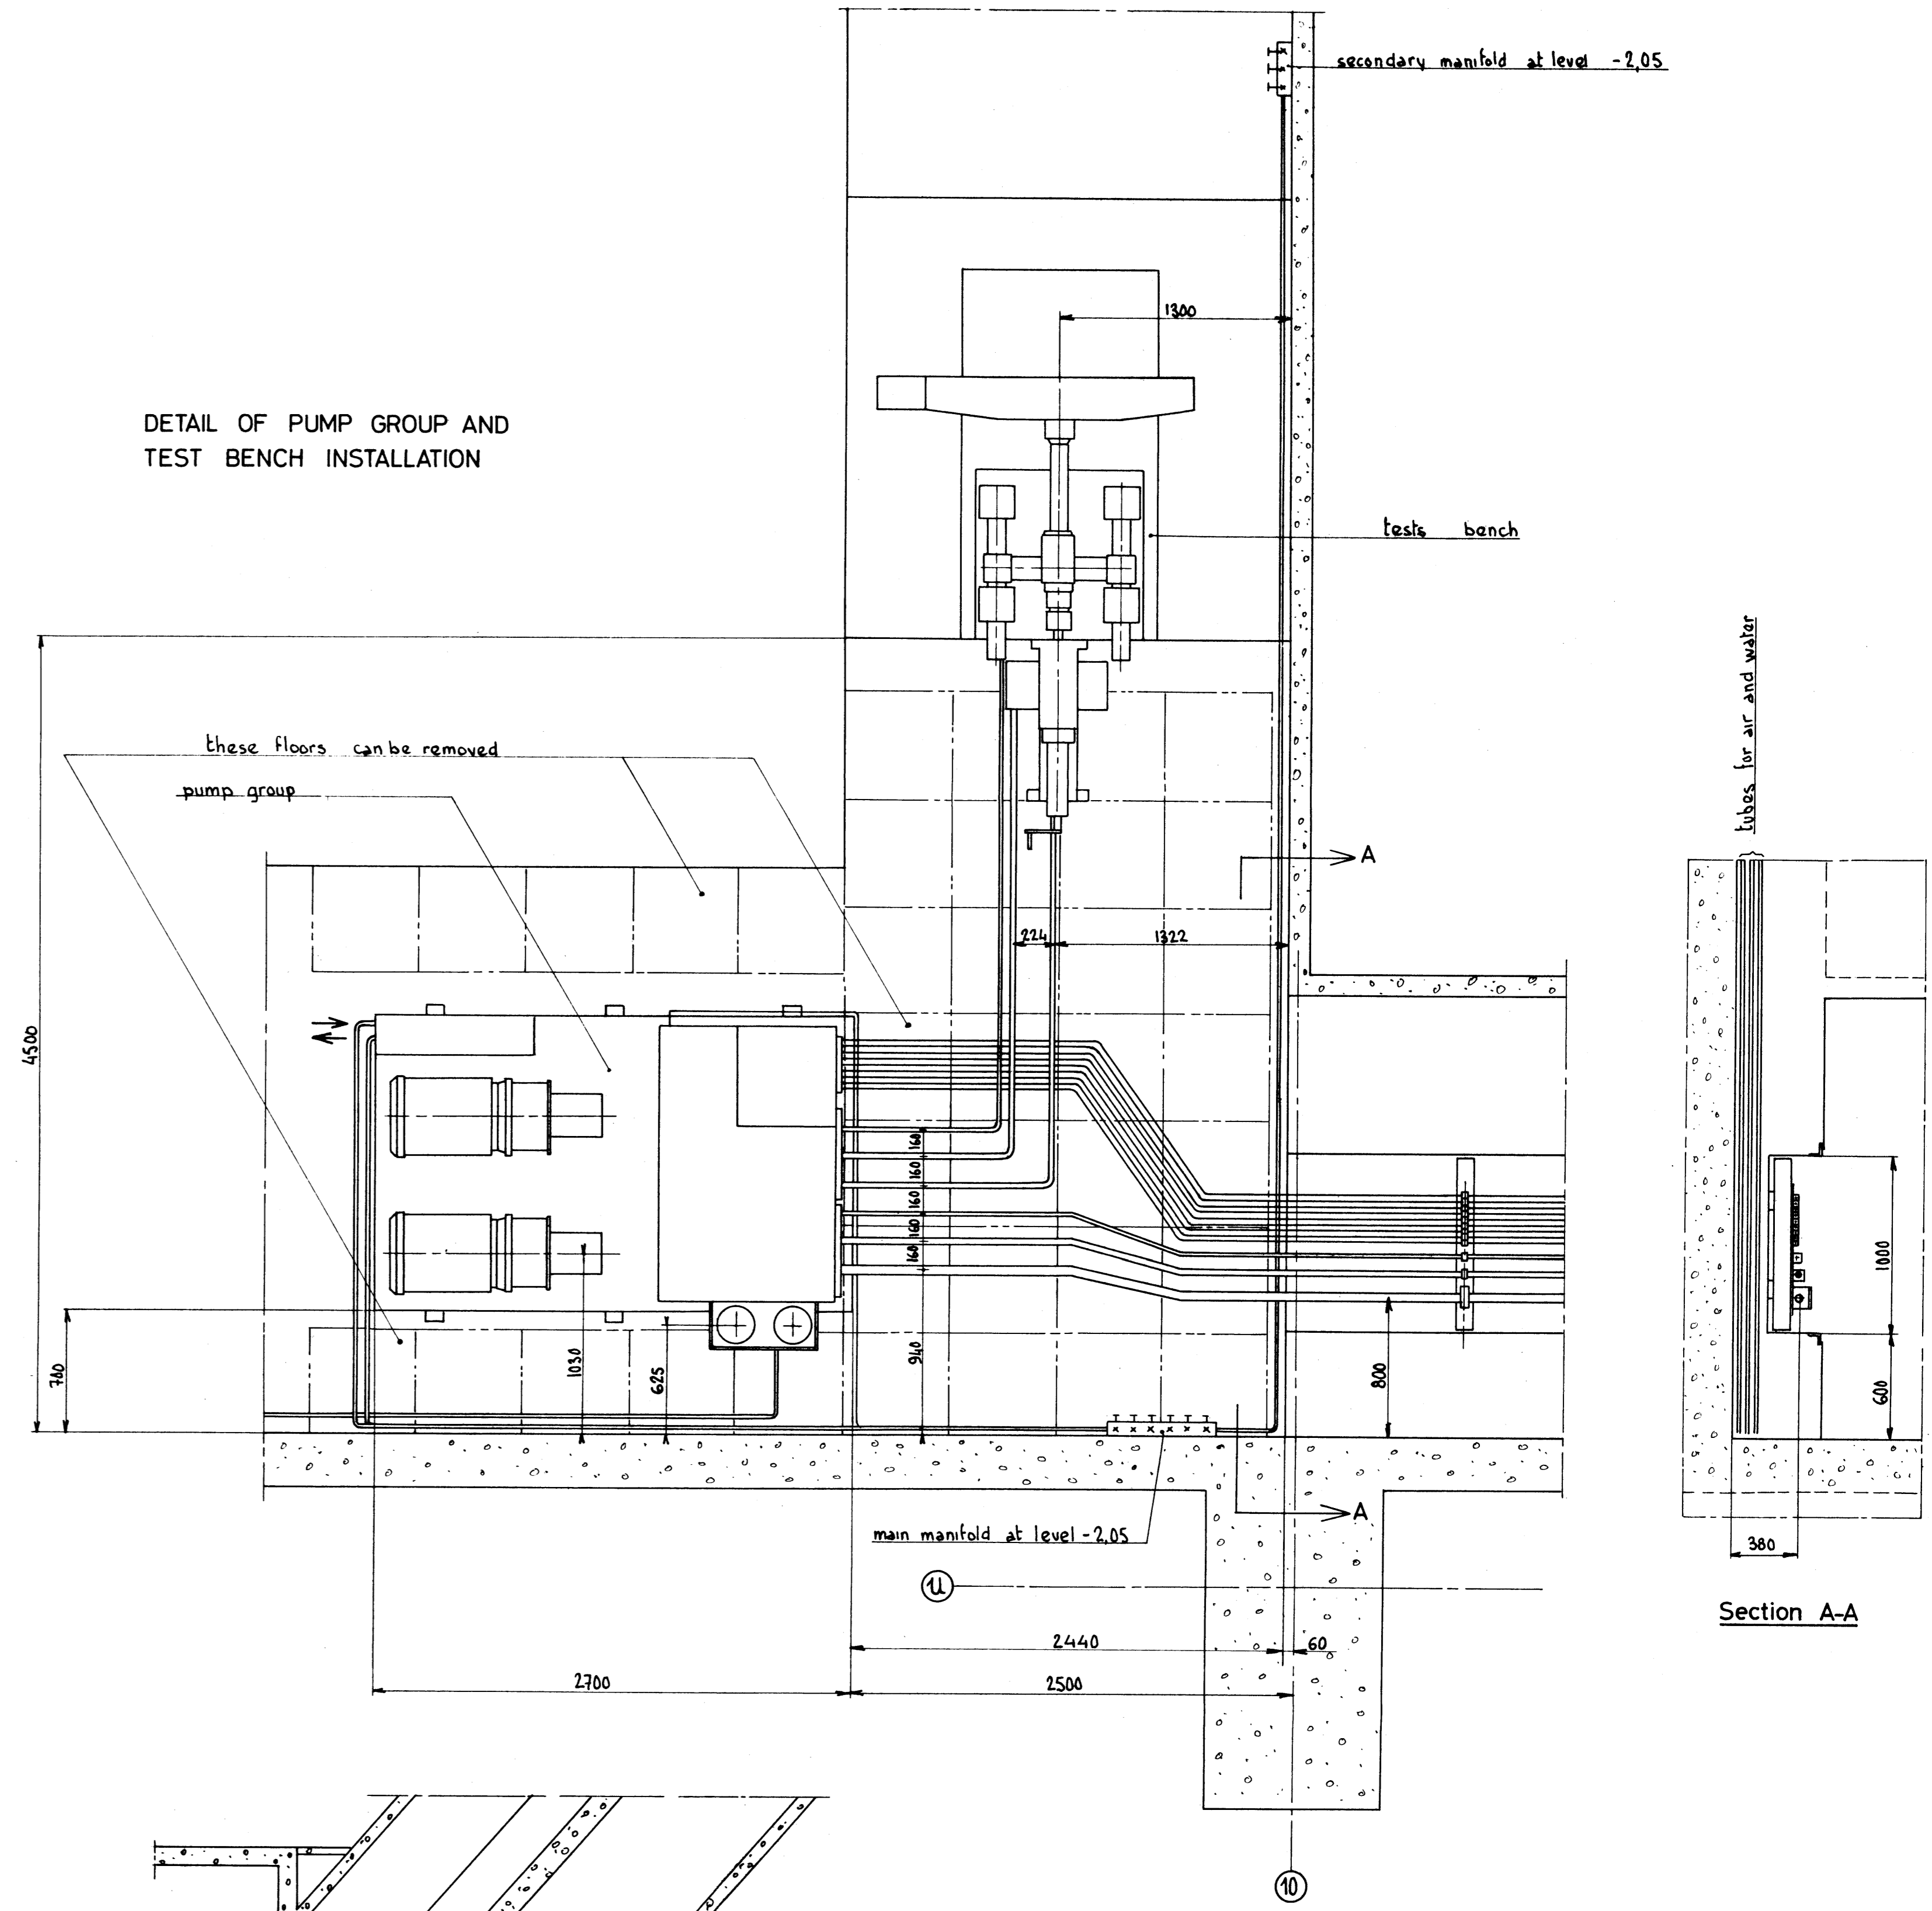 secondary manifold at level -2,05
1300
DETAIL OF PUMP GROUP AND
TEST BENCH INSTALLATION
tests bench
tubes for air and water
these floors can be removed
pump group
A
224
1322
4500
160
160
160
160
160
1000
700
1030
625
940
800
600
A
main manifold at level -2,05
380
U
Section A-A
2440
60
2700
2500
10